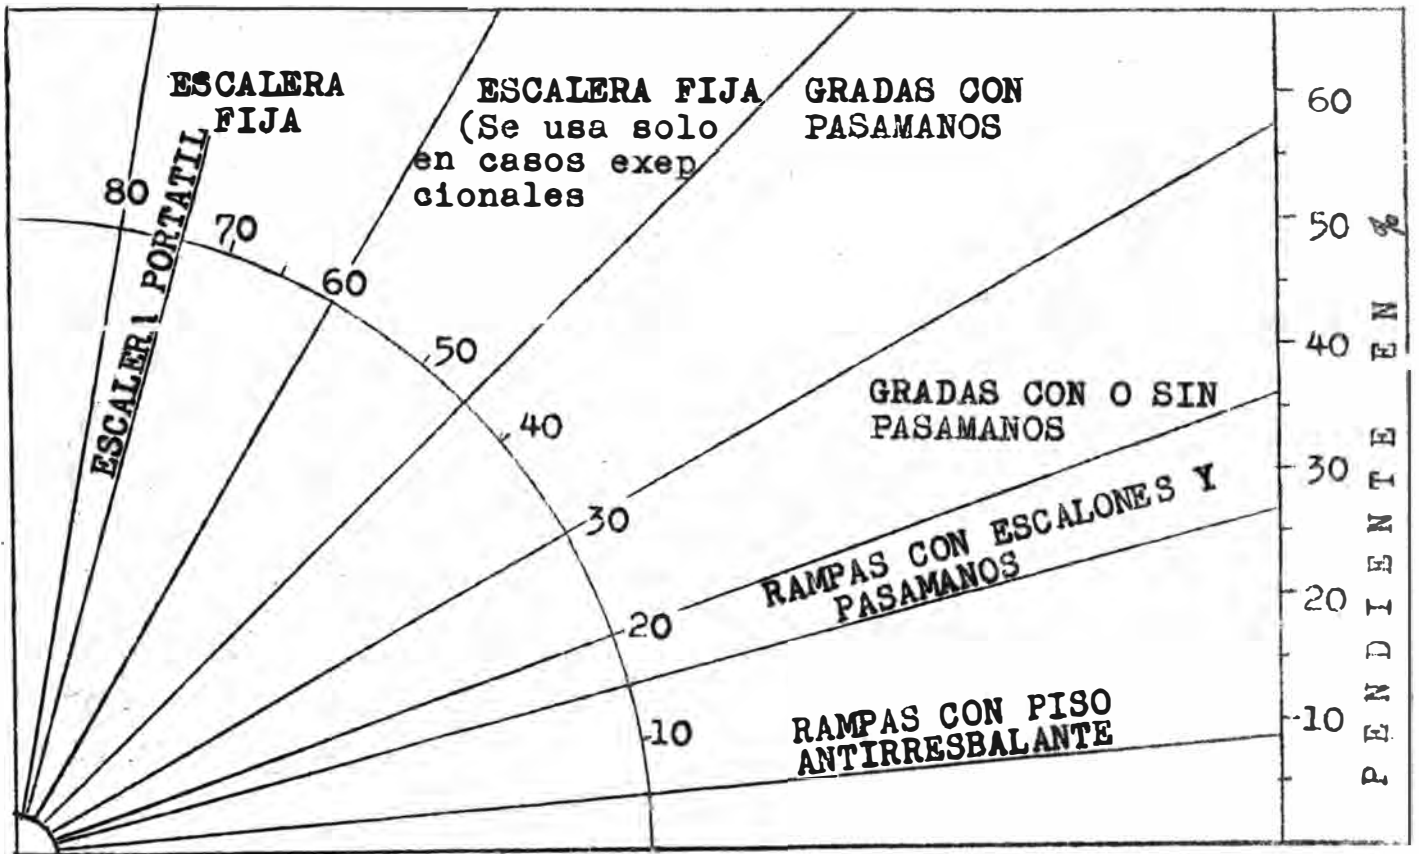 ESCALERA
FIJA
ESCALERA FIJA
(Se usa solo
en casos exep
cionales
GRADAS CON
PASAMANOS
ESCALERA PORTATIL
80
70
60
50
40
30
20
10
GRADAS CON O SIN
PASAMANOS
RAMPAS CON ESCALONES Y
PASAMANOS
RAMPAS CON PISO
ANTIRRESBALANTE
60
50
40
30
20
10
PENDIENTE EN %